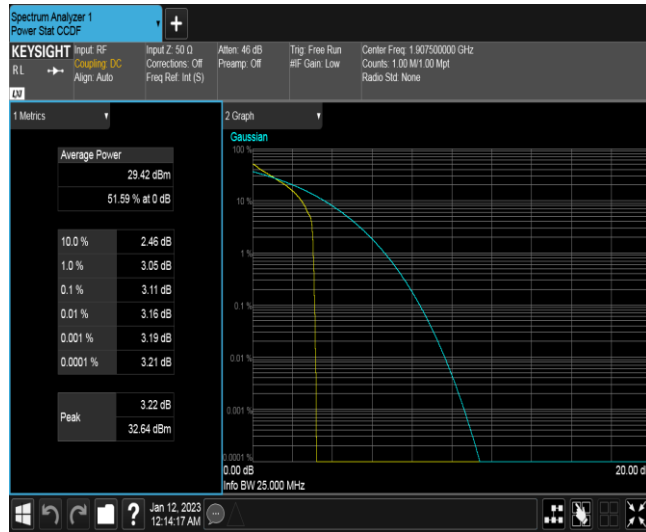 Spectrum Analyzer 1
Power Stat CCDF
KEYSIGHT
RL
LXI
Input: RF
Coupling: DC
Align: Auto
Input Z: 50 Ω
Corrections: Off
Freq Ref: Int (S)
Atten: 46 dB
Preamp: Off
Trig: Free Run
#IF Gain: Low
Center Freq: 1.907500000 GHz
Counts: 1.00 M/1.00 Mpt
Radio Std: None
1 Metrics
Average Power
29.42 dBm
51.59 % at 0 dB
10.0 % 2.46 dB
1.0 % 3.05 dB
0.1 % 3.11 dB
0.01 % 3.16 dB
0.001 % 3.19 dB
0.0001 % 3.21 dB
Peak
3.22 dB
32.64 dBm
2 Graph
Gaussian
100 %
10 %
1 %
0.1 %
0.01 %
0.001 %
0.0001 %
0.00 dB
20.00 d
Info BW 25.000 MHz
?
Jan 12, 2023
12:14:17 AM